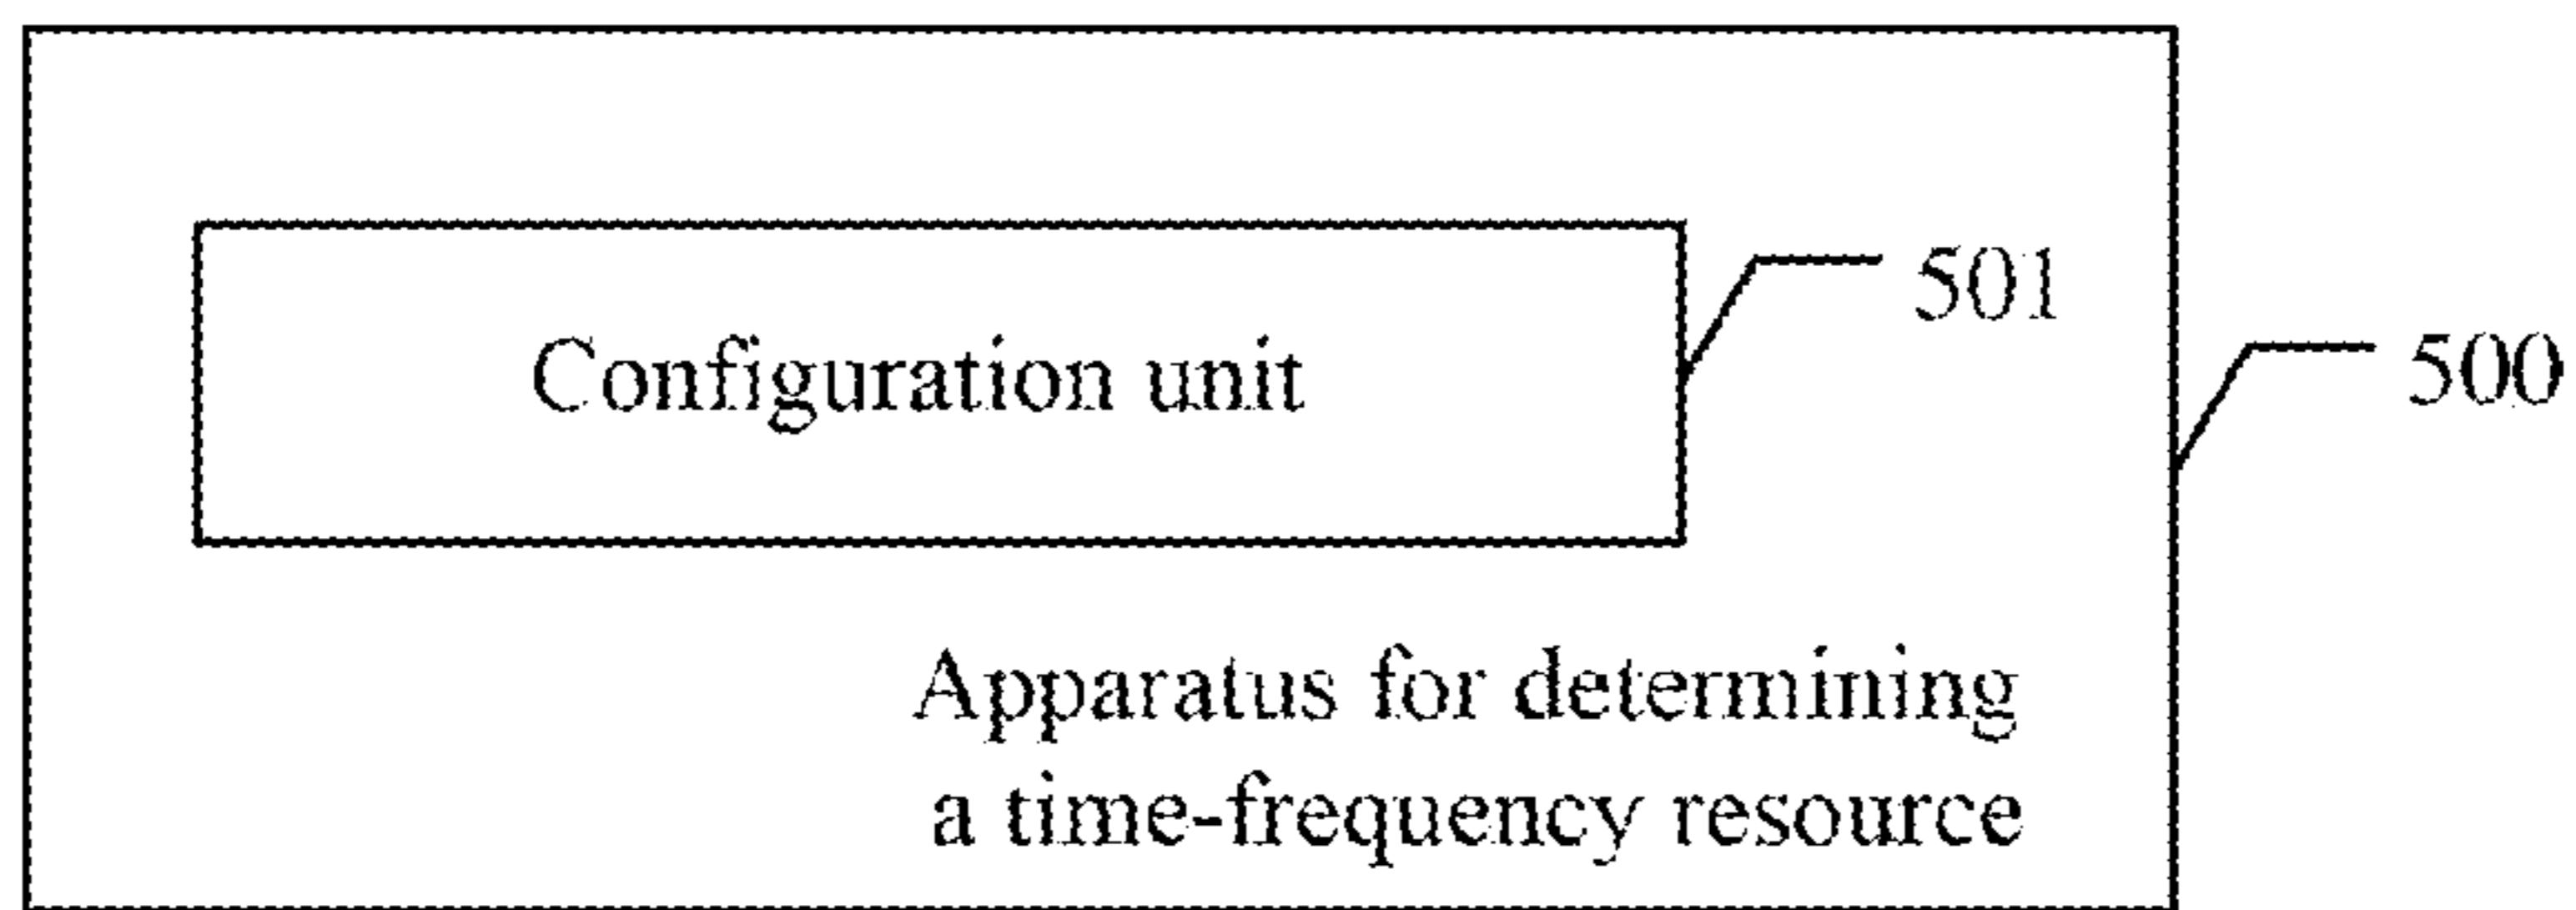 501
Configuration unit
500
Apparatus for determining
a time-frequency resource